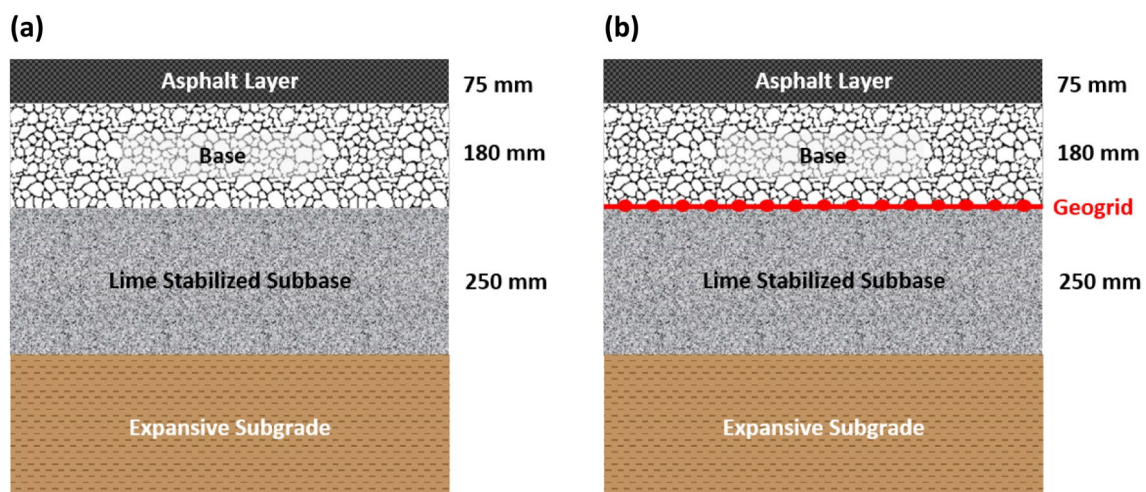 (a)
Asphalt Layer
75 mm
Base
180 mm
Lime Stabilized Subbase
250 mm
Expansive Subgrade
(b)
Asphalt Layer
75 mm
Base
180 mm
Geogrid
Lime Stabilized Subbase
250 mm
Expansive Subgrade